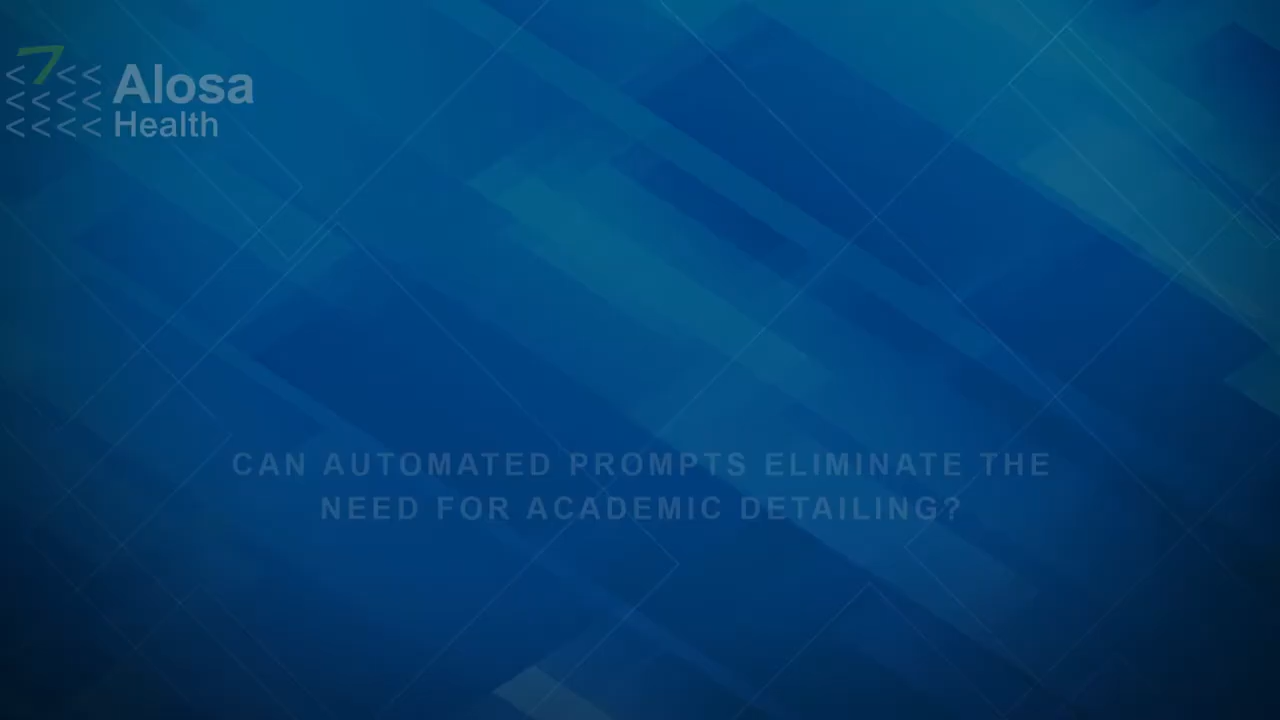 Alosa
Health
CAN AUTOMATED PROMPTS ELIMINATE THE
NEED FOR ACADEMIC DETAILING?